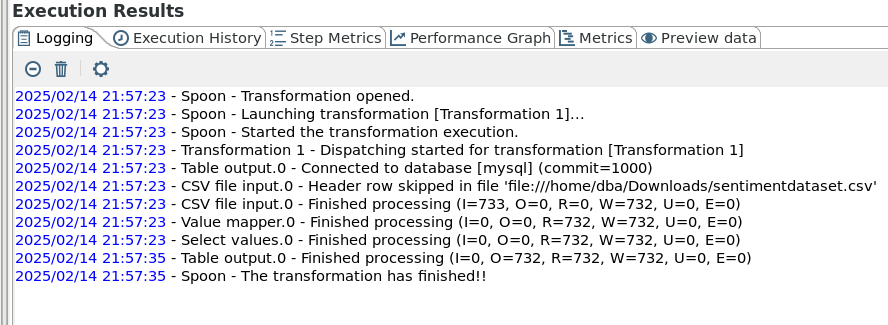 Execution Results
Logging Execution History Step Metrics Performance Graph Metrics Preview data
2025/02/14 21:57:23 - Spoon - Transformation opened.
2025/02/14 21:57:23 - Spoon - Launching transformation [Transformation 1]...
2025/02/14 21:57:23 - Spoon - Started the transformation execution.
2025/02/14 21:57:23 - Transformation 1 - Dispatching started for transformation [Transformation 1]
2025/02/14 21:57:23 - Table output.0 - Connected to database [mysql] (commit=1000)
2025/02/14 21:57:23 - CSV file input.0 - Header row skipped in file 'file:///home/dba/Downloads/sentimentdataset.csv'
2025/02/14 21:57:23 - CSV file input.0 - Finished processing (I=733, O=0, R=0, W=732, U=0, E=0)
2025/02/14 21:57:23 - Value mapper.0 - Finished processing (I=0, O=0, R=732, W=732, U=0, E=0)
2025/02/14 21:57:23 - Select values.0 - Finished processing (I=0, O=0, R=732, W=732, U=0, E=0)
2025/02/14 21:57:35 - Table output.0 - Finished processing (I=0, O=732, R=732, W=732, U=0, E=0)
2025/02/14 21:57:35 - Spoon - The transformation has finished!!